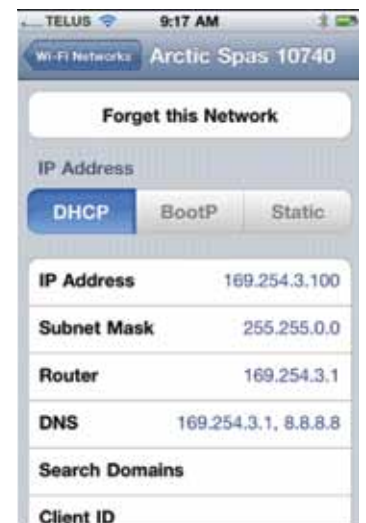 TELUS 9:17 AM
Wi-Fi Networks Arctic Spas 10740
Forget this Network
IP Address
DHCP BootP Static
IP Address 169.254.3.100
Subnet Mask 255.255.0.0
Router 169.254.3.1
DNS 169.254.3.1, 8.8.8.8
Search Domains
Client ID